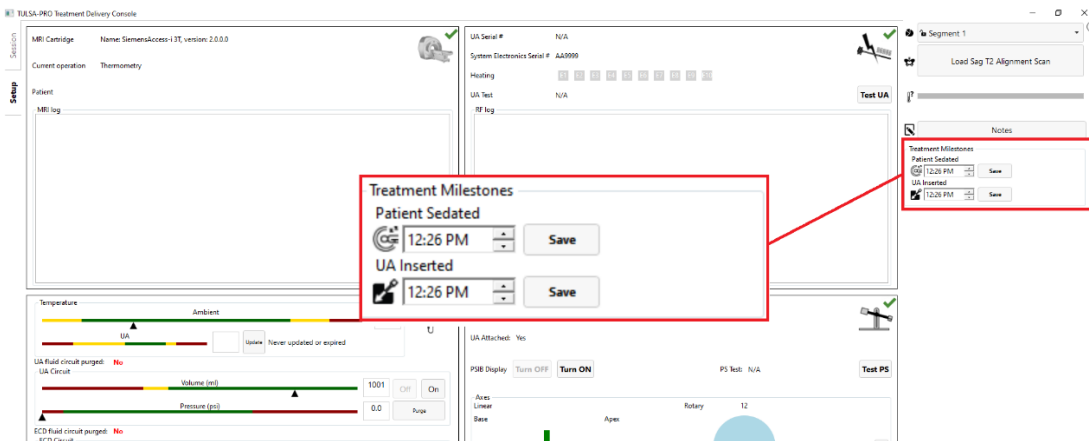 TULSA-PRO Treatment Delivery Console
Session
Setup
MRI Cartridge Name: SiemensAccess-i 3T, version: 2.0.0.0
Current operation Thermometry
Patient
MRI log
UA Serial # N/A
System Electronics Serial # AA9999
Heating
UA Test N/A Test UA
RF log
Segment 1
Load Sag T2 Alignment Scan
Notes
Treatment Milestones
Patient Sedated
12:26 PM Save
UA Inserted
12:26 PM Save
Treatment Milestones
Patient Sedated
12:26 PM Save
UA Inserted
12:26 PM Save
Temperature
Ambient
UA
Update Never updated or expired
UA fluid circuit purged: No
UA Circuit
Volume (ml) 1001 Off On
Pressure (psi) 0.0 Purge
ECD fluid circuit purged: No
ECD Circuit
UA Attached: Yes
PSIB Display Turn OFF Turn ON PS Test: N/A Test PS
Axes
Linear Rotary 12
Base Apex